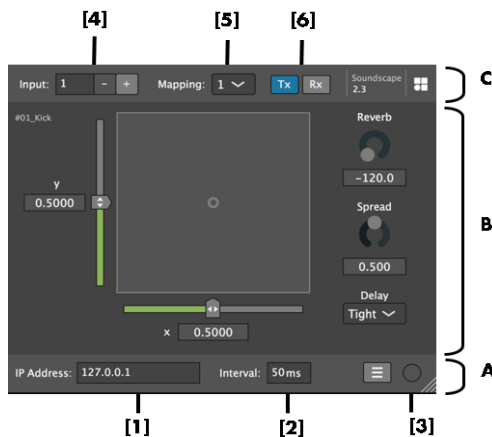 [4] [5] [6]
Input: 1 - + Mapping: 1 Tx Rx Soundscape 2.3 C
#01_Kick
Reverb
-120.0
y
0.5000
Spread
0.500
B
Delay
Tight
x 0.5000
IP Address: 127.0.0.1 Interval: 50ms A
[1] [2] [3]